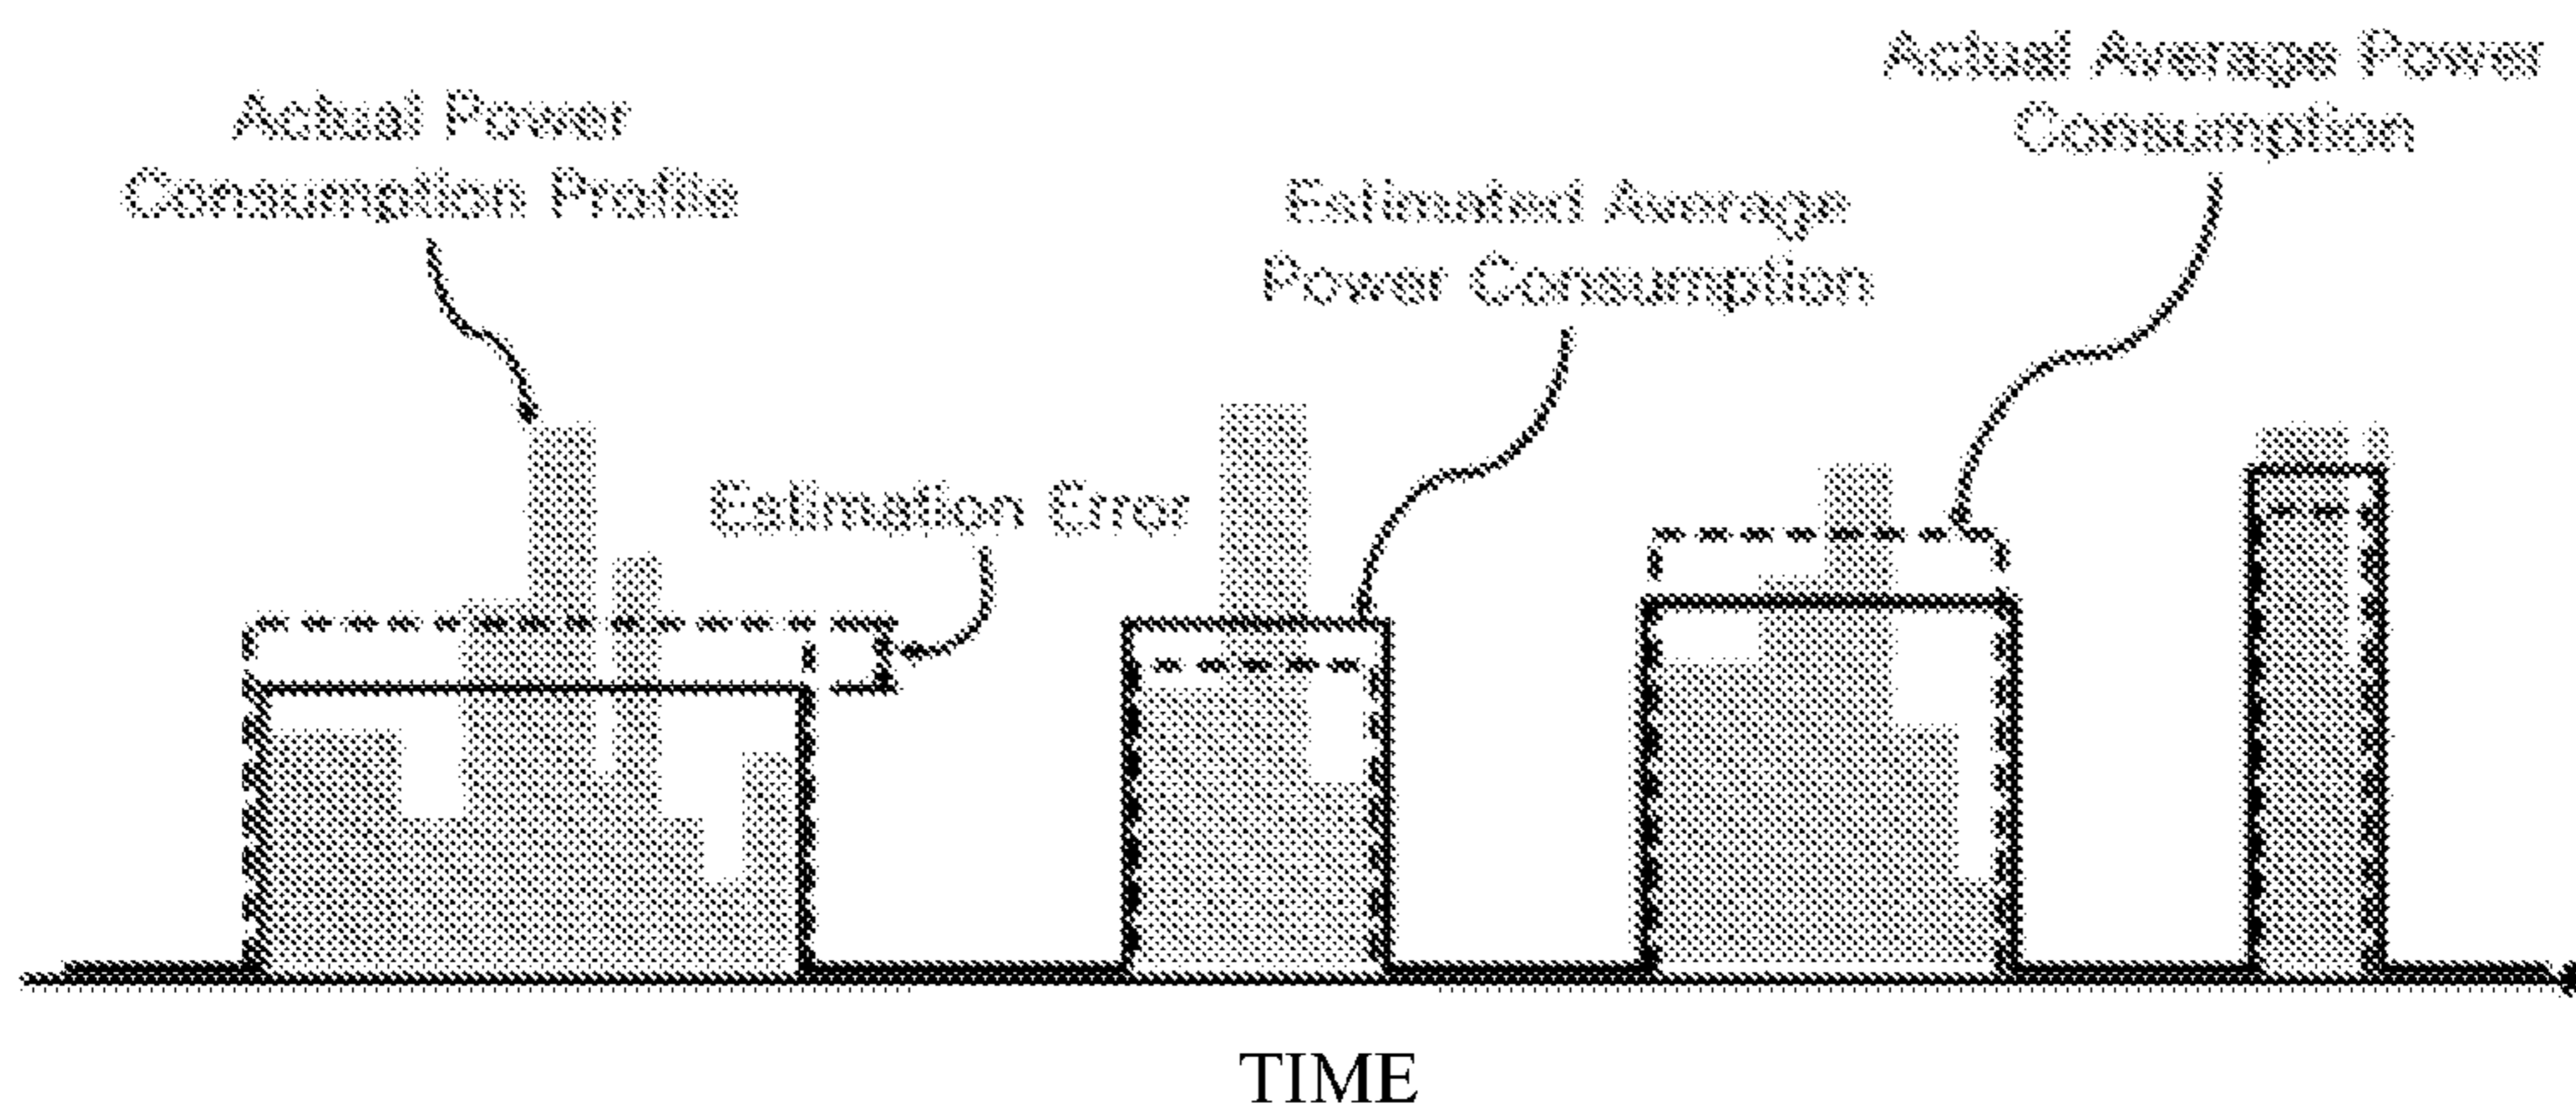 Actual Power
Consumption Profile
Estimation Error
Estimated Average
Power Consumption
Actual Average Power
Consumption
TIME